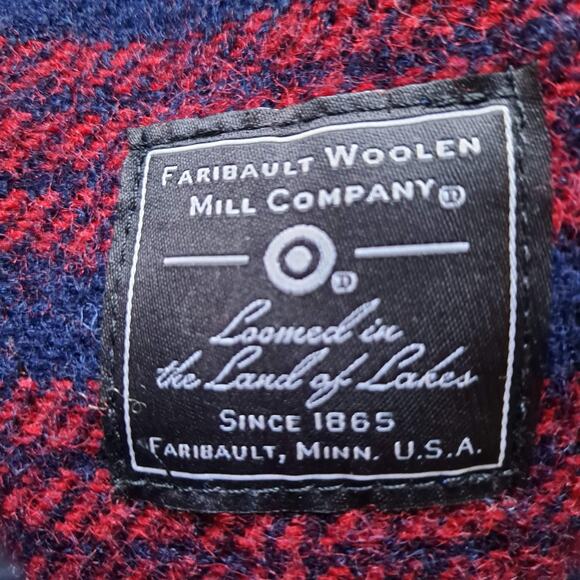 FARIBAULT WOOLEN
MILL COMPANY®
®
Loomed in
the Land of Lakes
SINCE 1865
FARIBAULT, MINN. U.S.A.